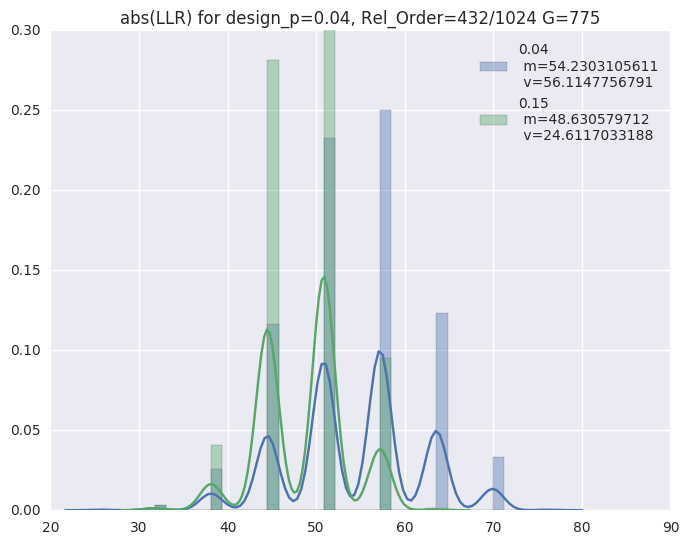 abs(LLR) for design_p=0.04, Rel_Order=432/1024 G=775
0.30
0.25
0.20
0.15
0.10
0.05
0.00
0.04
m=54.2303105611
v=56.1147756791
0.15
m=48.630579712
v=24.6117033188
20 30 40 50 60 70 80 90